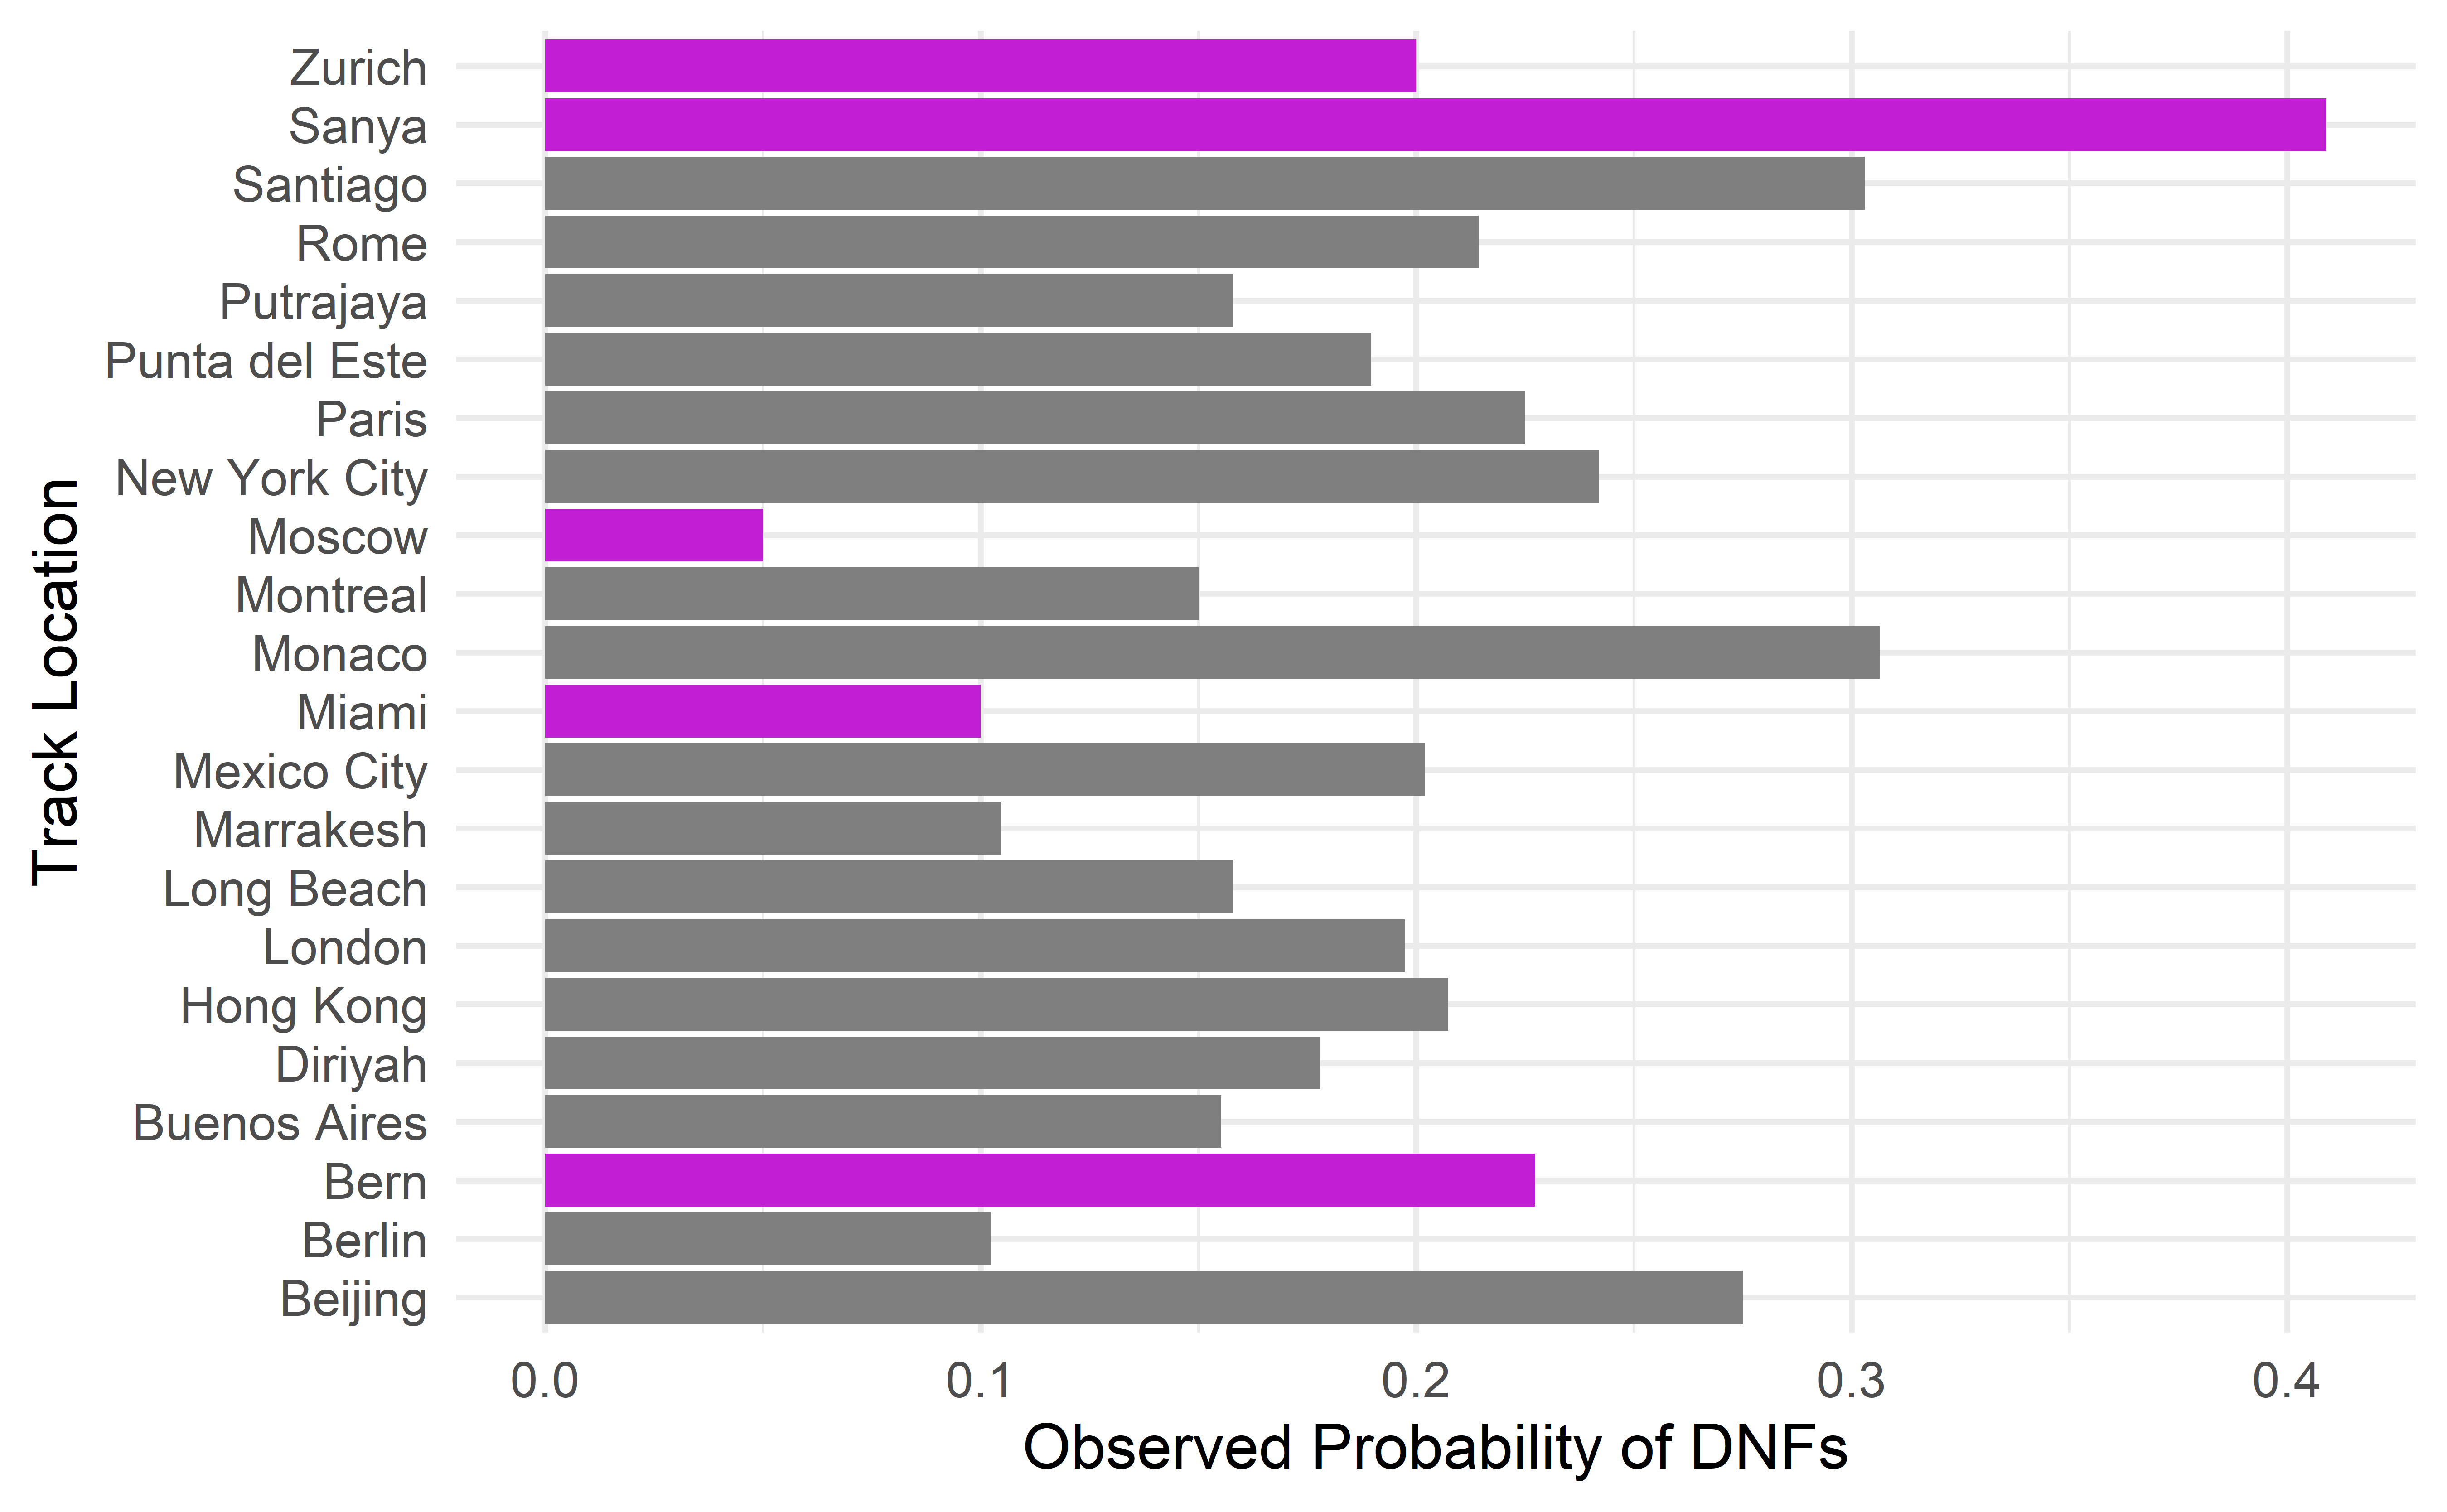 Zurich
Sanya
Santiago
Rome
Putrajaya
Punta del Este
Paris
New York City
Moscow
Montreal
Monaco
Miami
Mexico City
Marrakesh
Long Beach
London
Hong Kong
Diriyah
Buenos Aires
Bern
Berlin
Beijing
Track Location
0.0 0.1 0.2 0.3 0.4
Observed Probability of DNFs